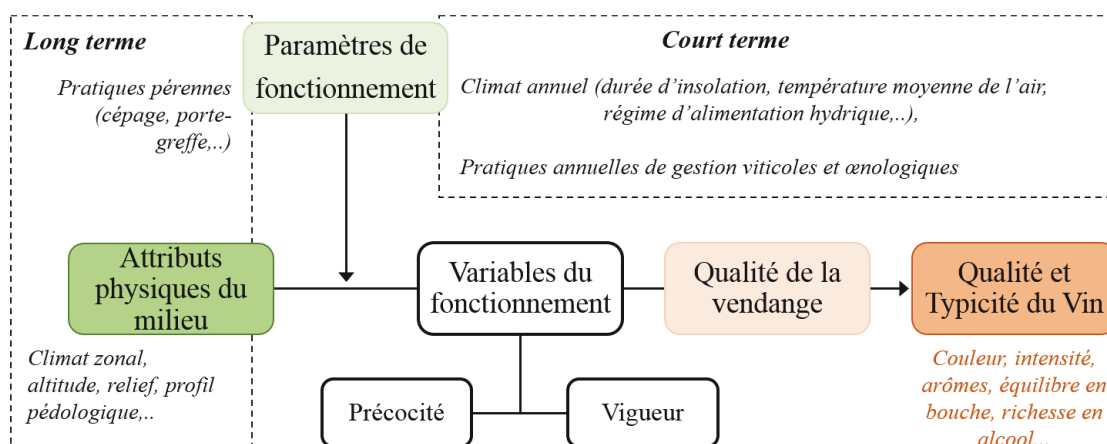 Long terme
Pratiques pérennes
(cépage, porte-
greffe,..)
Paramètres de
fonctionnement
Court terme
Climat annuel (durée d’insolation, température moyenne de l’air,
régime d’alimentation hydrique,..),
Pratiques annuelles de gestion viticoles et œnologiques
Attributs
physiques du
milieu
Variables du
fonctionnement
Qualité de la
vendange
Qualité et
Typicité du Vin
Climat zonal,
altitude, relief, profil
pédologique,..
Précocité
Vigueur
Couleur, intensité,
arômes, équilibre en
bouche, richesse en
alcool...